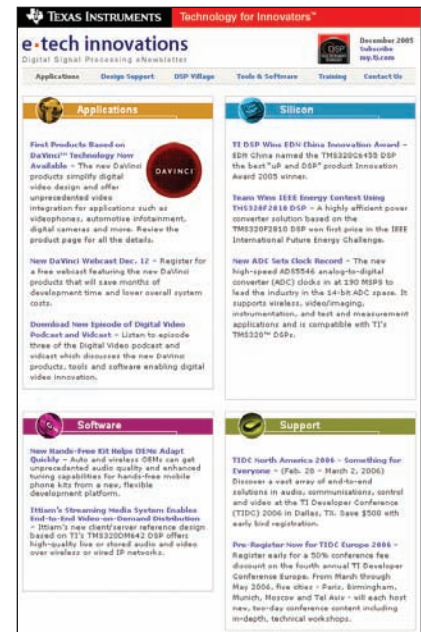 TEXAS INSTRUMENTS Technology for Innovators™
e•tech innovations
Digital Signal Processing eNewsletter
DSP
December 2005
Subscribe
my.ti.com
Applications Design Support DSP Village Tools & Software Training Contact Us
Applications
First Products Based on
DaVinci™ Technology Now
Available – The new DaVinci
products simplify digital
video design and offer
unprecedented video
integration for applications such as
videophones, automotive infotainment,
digital cameras and more. Review the
product page for all the details.
DAVINCI
New DaVinci Webcast Dec. 12 – Register for
a free webcast featuring the new DaVinci
products that will save months of
development time and lower overall system
costs.
Download New Episode of Digital Video
Podcast and Vidcast – Listen to episode
three of the Digital Video podcast and
vidcast which discusses the new DaVinci
products, tools and software enabling digital
video innovation.
Silicon
TI DSP Wins EDN China Innovation Award –
EDN China named the TMS320C6455 DSP
the best "uP and DSP" product Innovation
Award 2005 winner.
Team Wins IEEE Energy Contest Using
TMS320F2810 DSP – A highly efficient power
converter solution based on the
TMS320F2810 DSP won first price in the IEEE
International Future Energy Challenge.
New ADC Sets Clock Record – The new
high-speed ADS5546 analog-to-digital
converter (ADC) clocks in at 190 MSPS to
lead the industry in the 14-bit ADC space. It
supports wireless, video/imaging,
instrumentation, and test and measurement
applications and is compatible with TI's
TMS320™ DSPs.
Software
New Hands-Free Kit Helps OEMs Adapt
Quickly – Auto and wireless OEMs can get
unprecedented audio quality and enhanced
tuning capabilities for hands-free mobile
phone kits from a new, flexible
development platform.
Ittiam's Streaming Media System Enables
End-to-End Video-on-Demand Distribution
– Ittiam's new client/server reference design
based on TI's TMS320DM642 DSP offers
high-quality live or stored audio and video
over wireless or wired IP networks.
Support
TIDC North America 2006 – Something for
Everyone – (Feb. 28 – March 2, 2006)
Discover a vast array of end-to-end
solutions in audio, communications, control
and video at the TI Developer Conference
(TIDC) 2006 in Dallas, TX. Save $500 with
early bird registration.
Pre-Register Now for TIDC Europe 2006 –
Register early for a 50% conference fee
discount on the fourth annual TI Developer
Conference Europe. From March through
May 2006, five cities – Paris, Birmingham,
Munich, Moscow and Tel Aviv – will each host
new, two-day conference content including
in-depth, technical workshops.